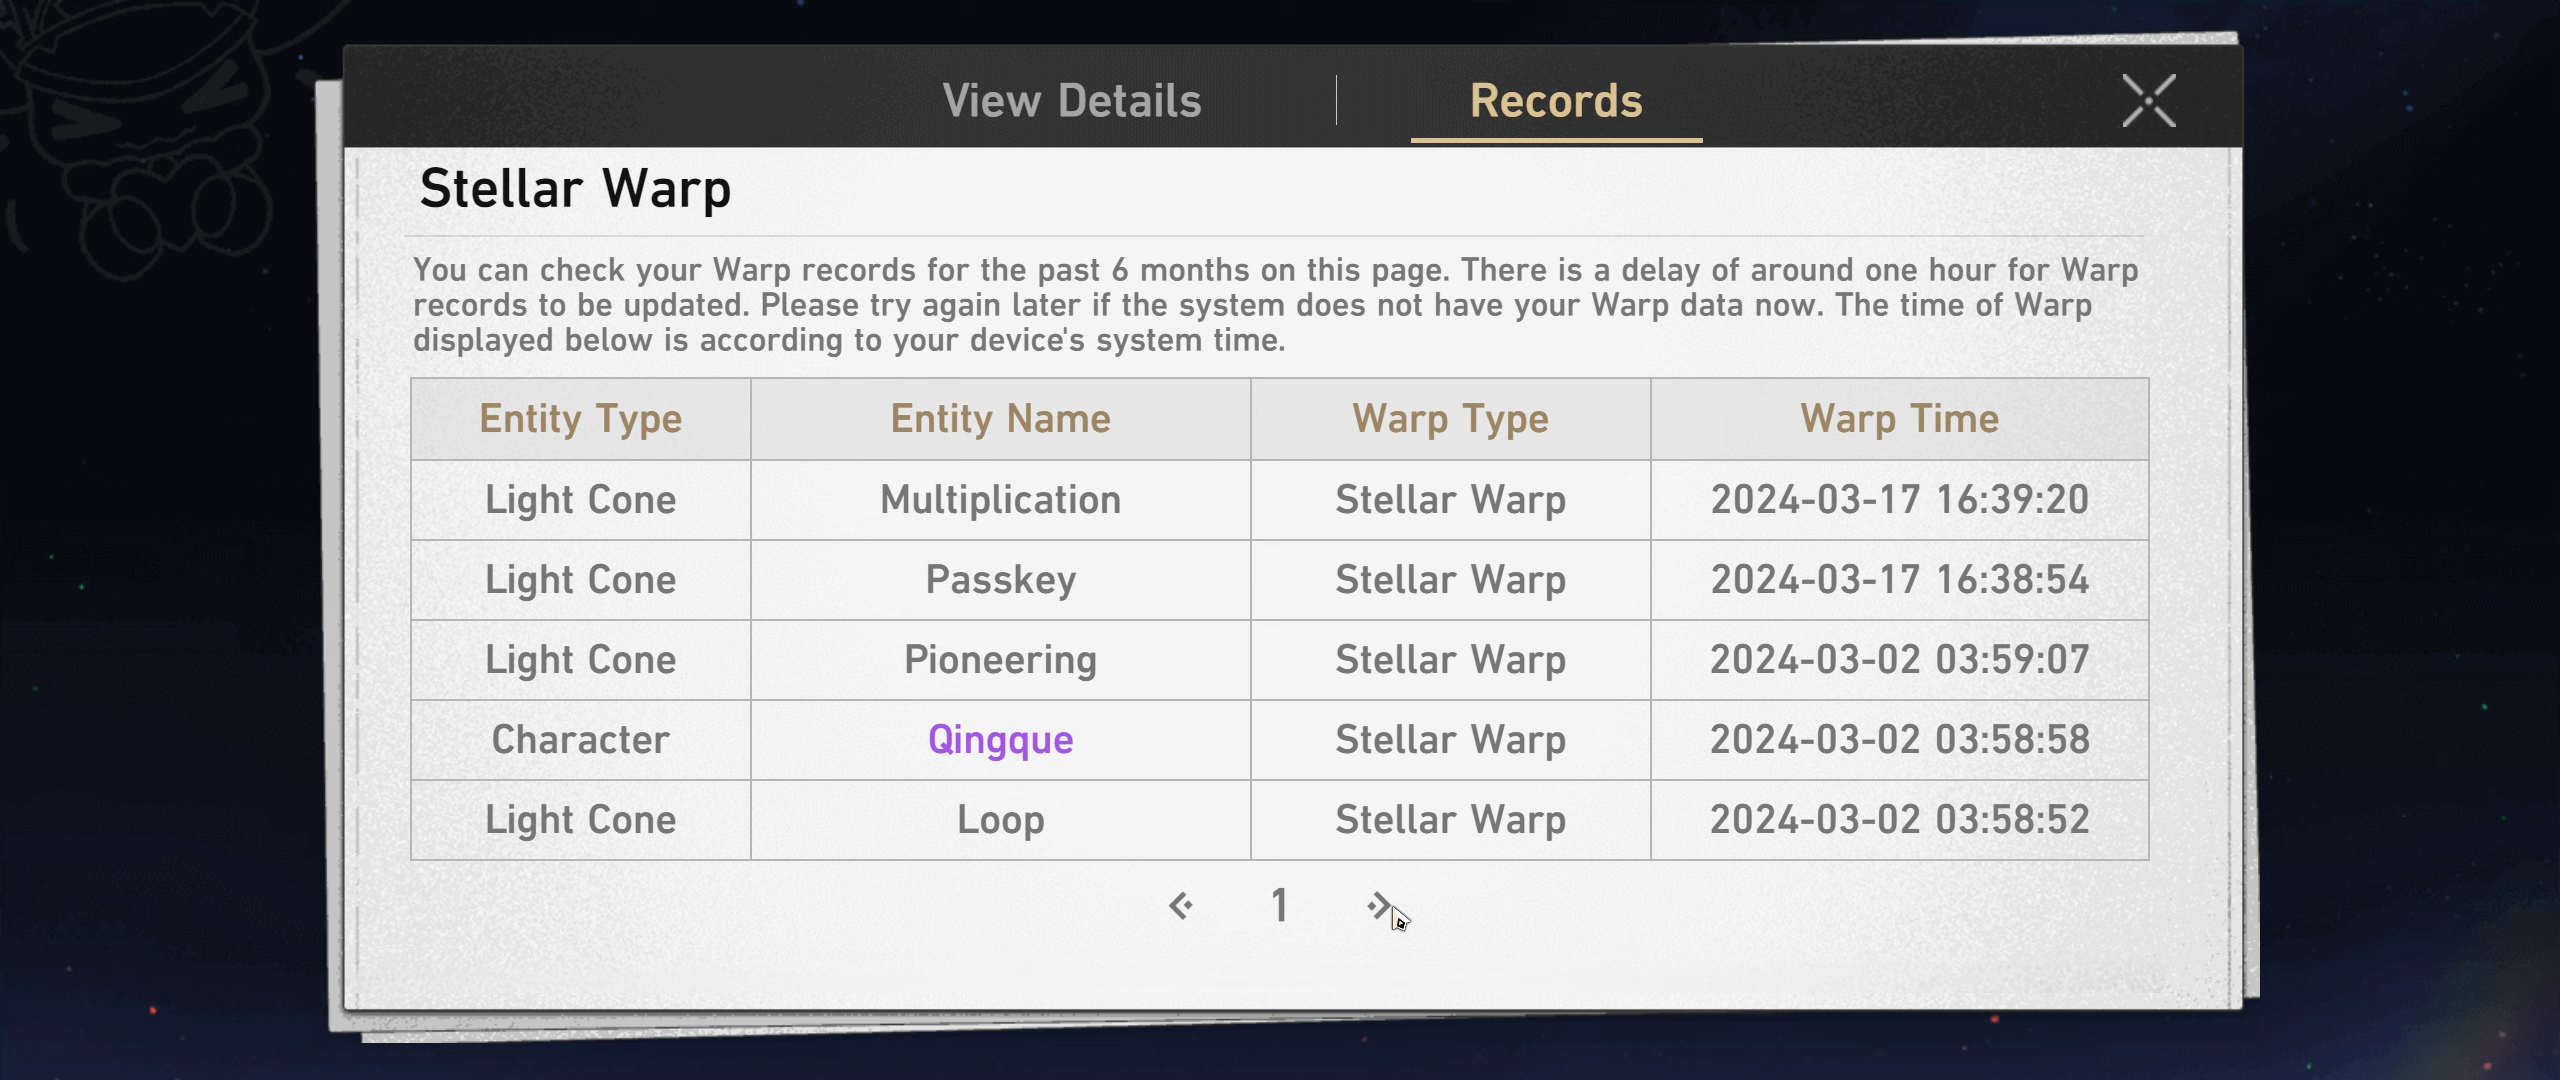 View Details
Records
Stellar Warp
You can check your Warp records for the past 6 months on this page. There is a delay of around one hour for Warp
records to be updated. Please try again later if the system does not have your Warp data now. The time of Warp
displayed below is according to your device's system time.
Entity Type Entity Name Warp Type Warp Time
Light Cone Multiplication Stellar Warp 2024-03-17 16:39:20
Light Cone Passkey Stellar Warp 2024-03-17 16:38:54
Light Cone Pioneering Stellar Warp 2024-03-02 03:59:07
Character Qingque Stellar Warp 2024-03-02 03:58:58
Light Cone Loop Stellar Warp 2024-03-02 03:58:52
1